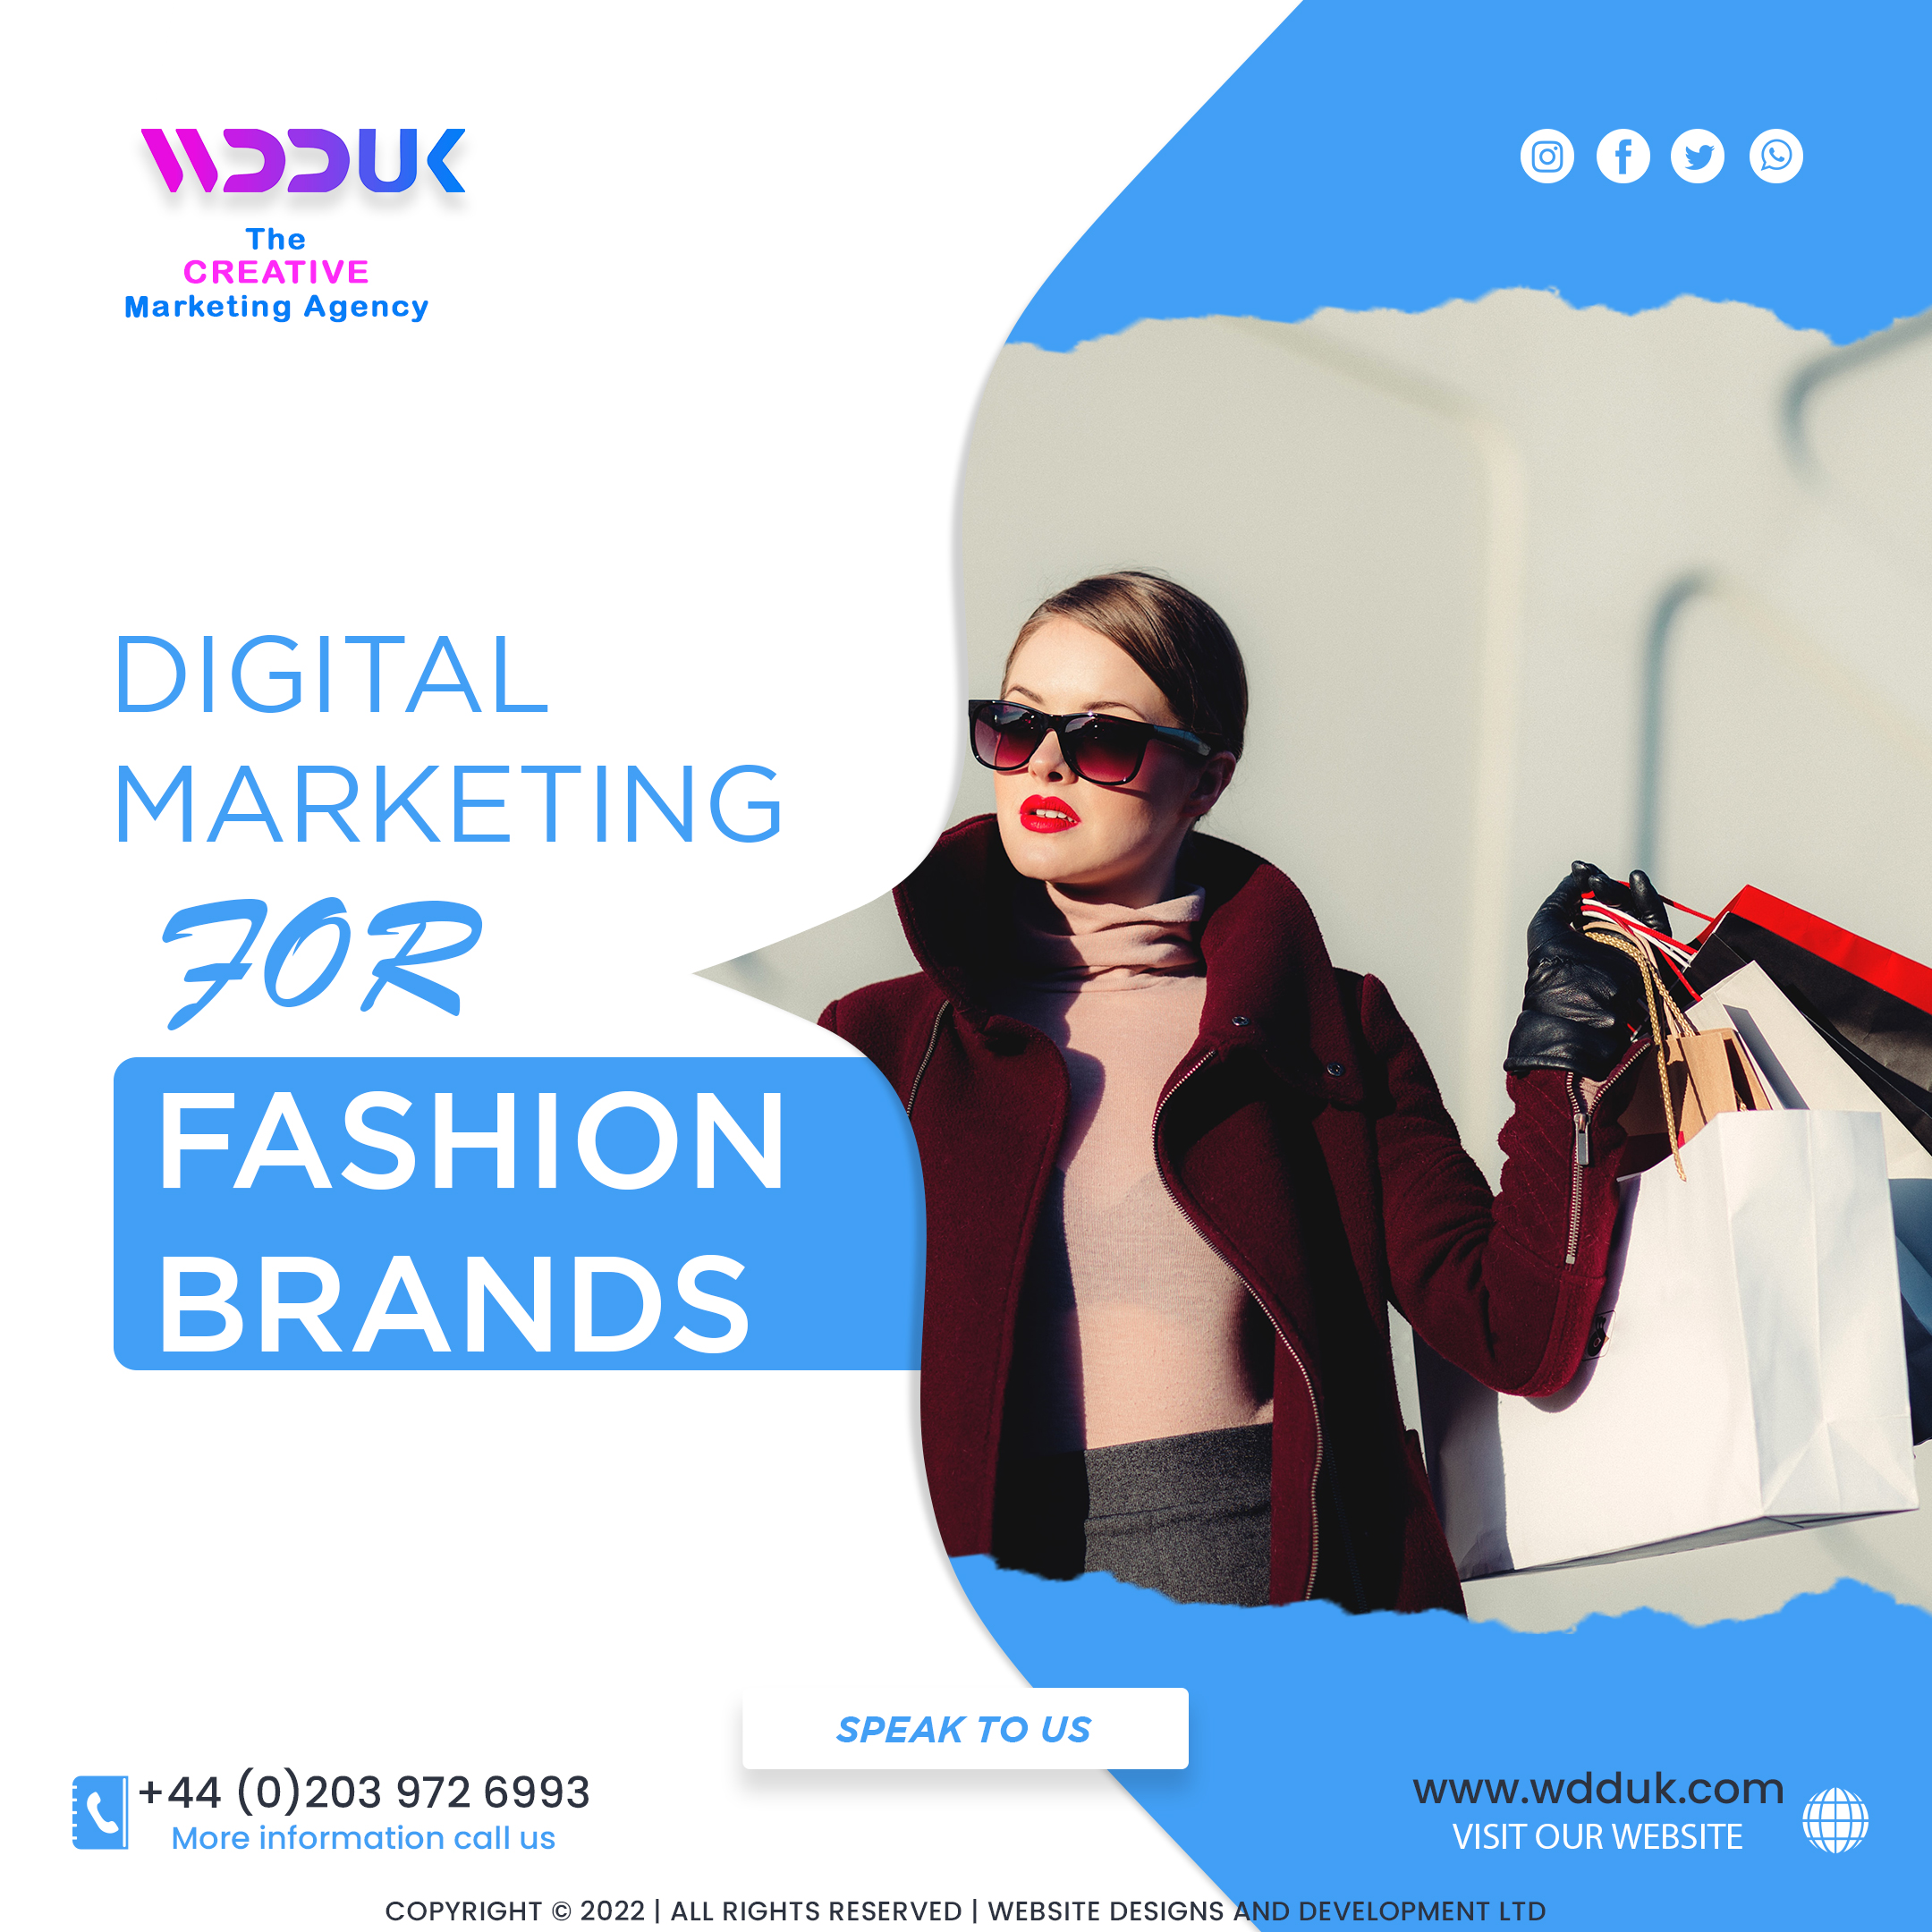 WDDUK
The
CREATIVE
Marketing Agency
DIGITAL
MARKETING
FOR
FASHION
BRANDS
SPEAK TO US
+44 (0)203 972 6993
More information call us
www.wdduk.com
VISIT OUR WEBSITE
COPYRIGHT © 2022 | ALL RIGHTS RESERVED | WEBSITE DESIGNS AND DEVELOPMENT LTD